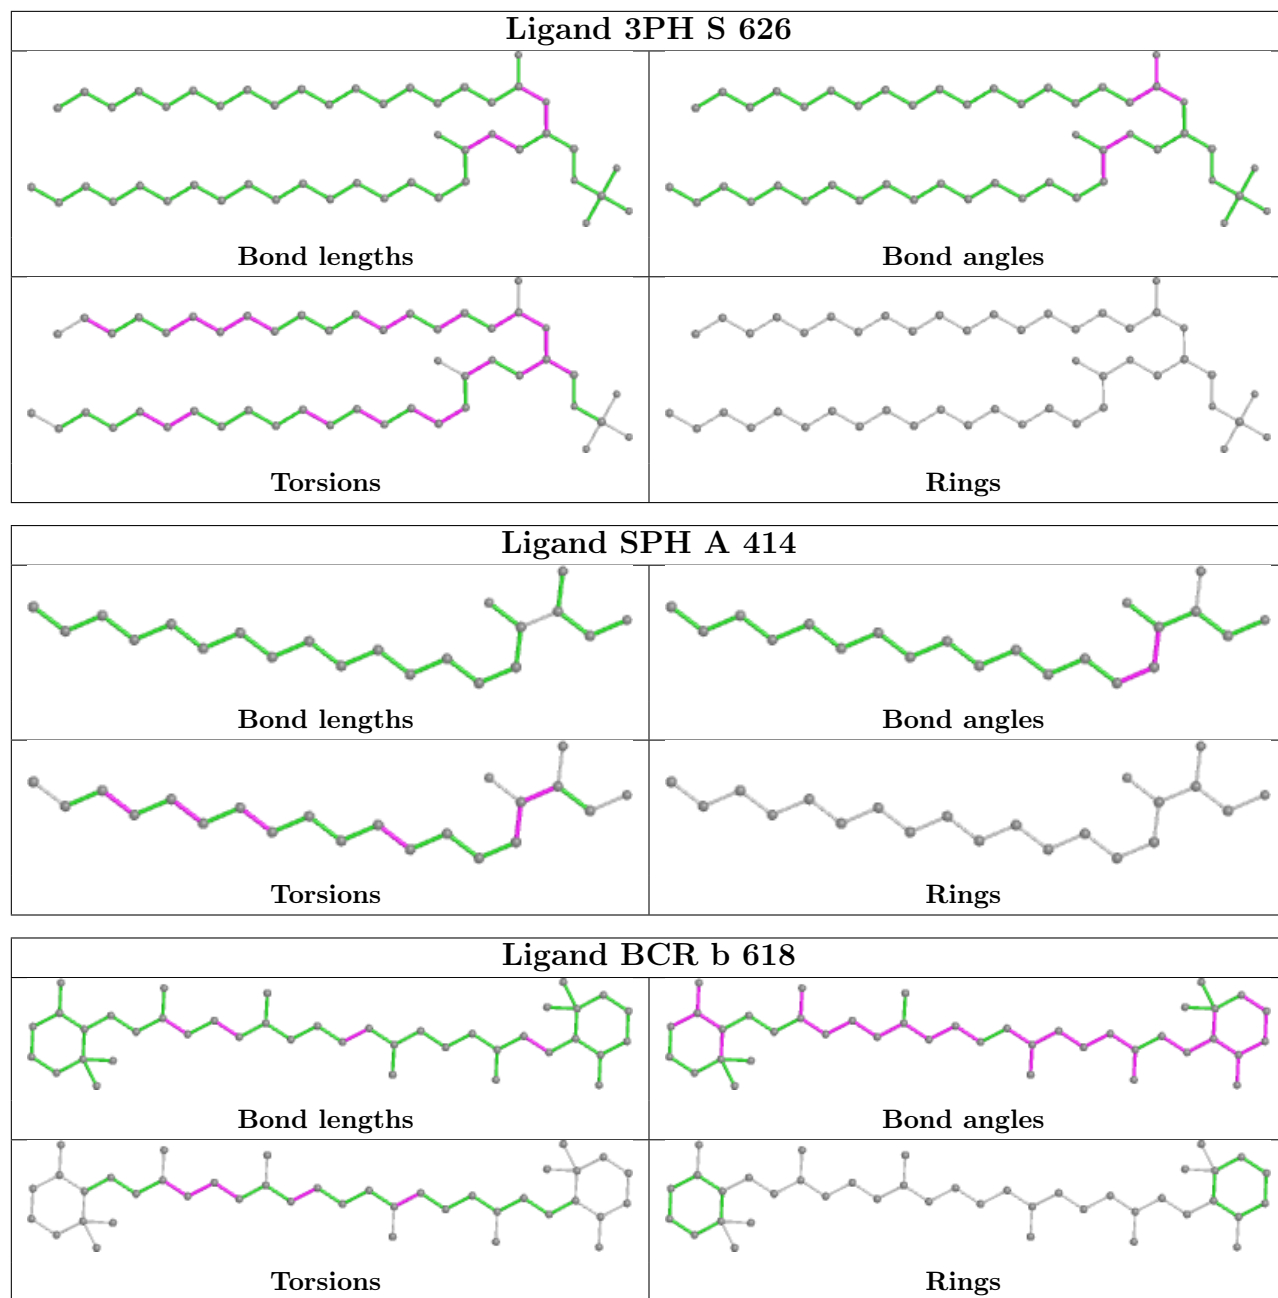 Ligand 3PH S 626
Bond lengths
Bond angles
Torsions
Rings
Ligand SPH A 414
Bond lengths
Bond angles
Torsions
Rings
Ligand BCR b 618
Bond lengths
Bond angles
Torsions
Rings